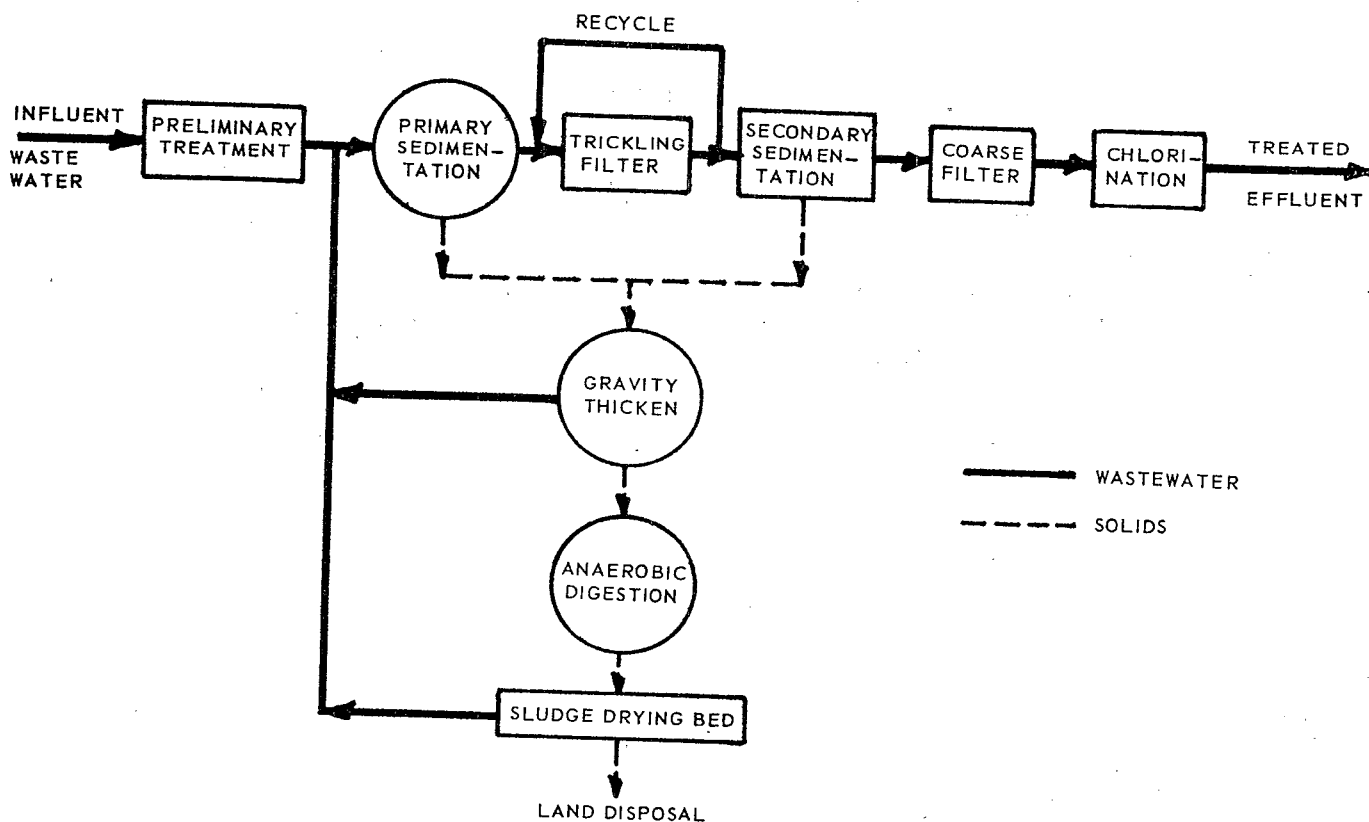 RECYCLE
INFLUENT
WASTE
WATER
PRELIMINARY
TREATMENT
PRIMARY
SEDIMEN-
TATION
TRICKLING
FILTER
SECONDARY
SEDIMEN-
TATION
COARSE
FILTER
CHLORI-
NATION
TREATED
EFFLUENT
GRAVITY
THICKEN
WASTEWATER
SOLIDS
ANAEROBIC
DIGESTION
SLUDGE DRYING BED
LAND DISPOSAL